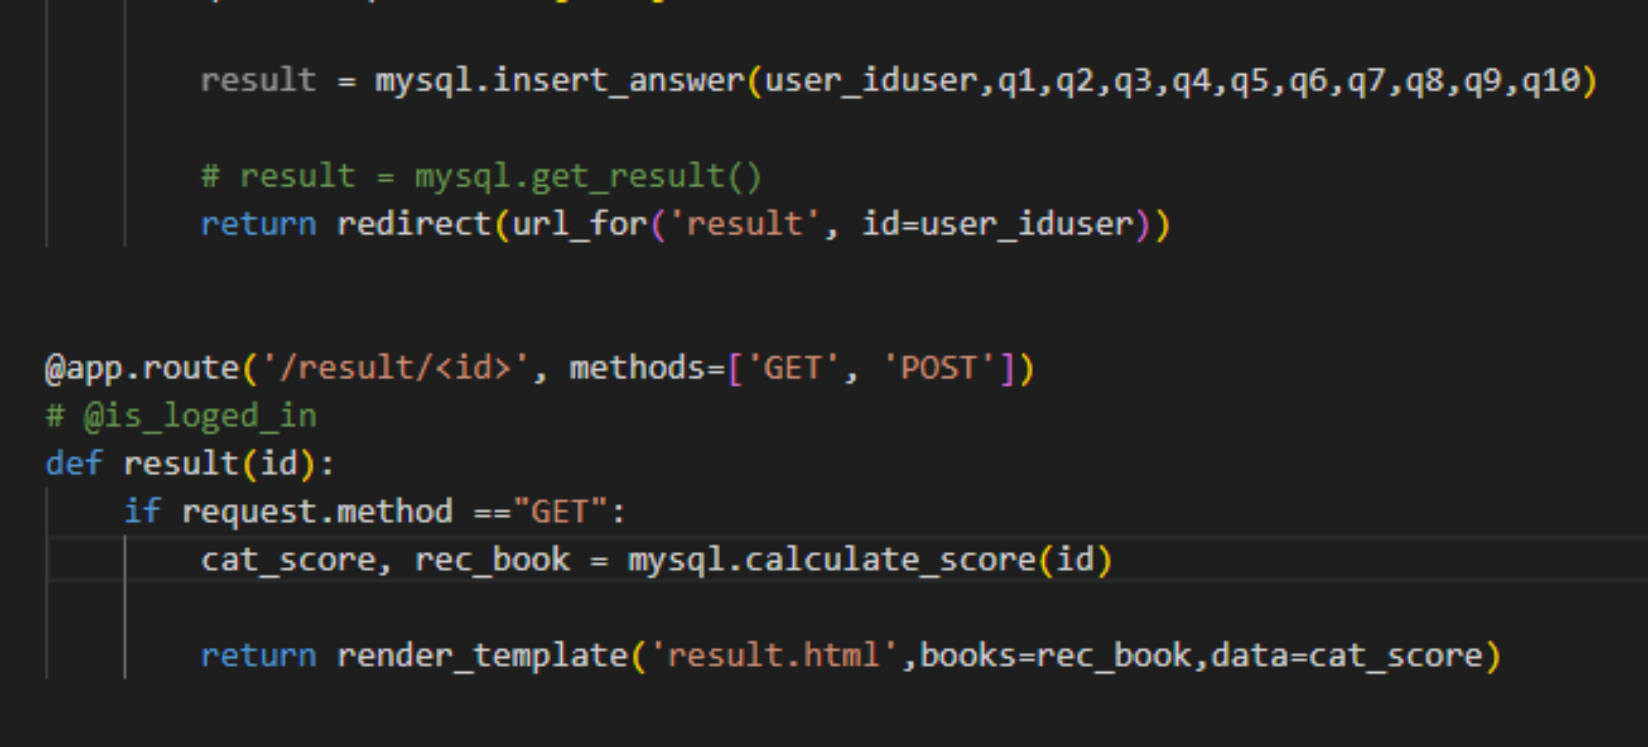 result = mysql.insert_answer(user_iduser,q1,q2,q3,q4,q5,q6,q7,q8,q9,q10)
# result = mysql.get_result()
return redirect(url_for('result', id=user_iduser))
@app.route('/result/<id>', methods=['GET', 'POST'])
# @is_loged_in
def result(id):
if request.method =="GET":
cat_score, rec_book = mysql.calculate_score(id)
return render_template('result.html',books=rec_book,data=cat_score)